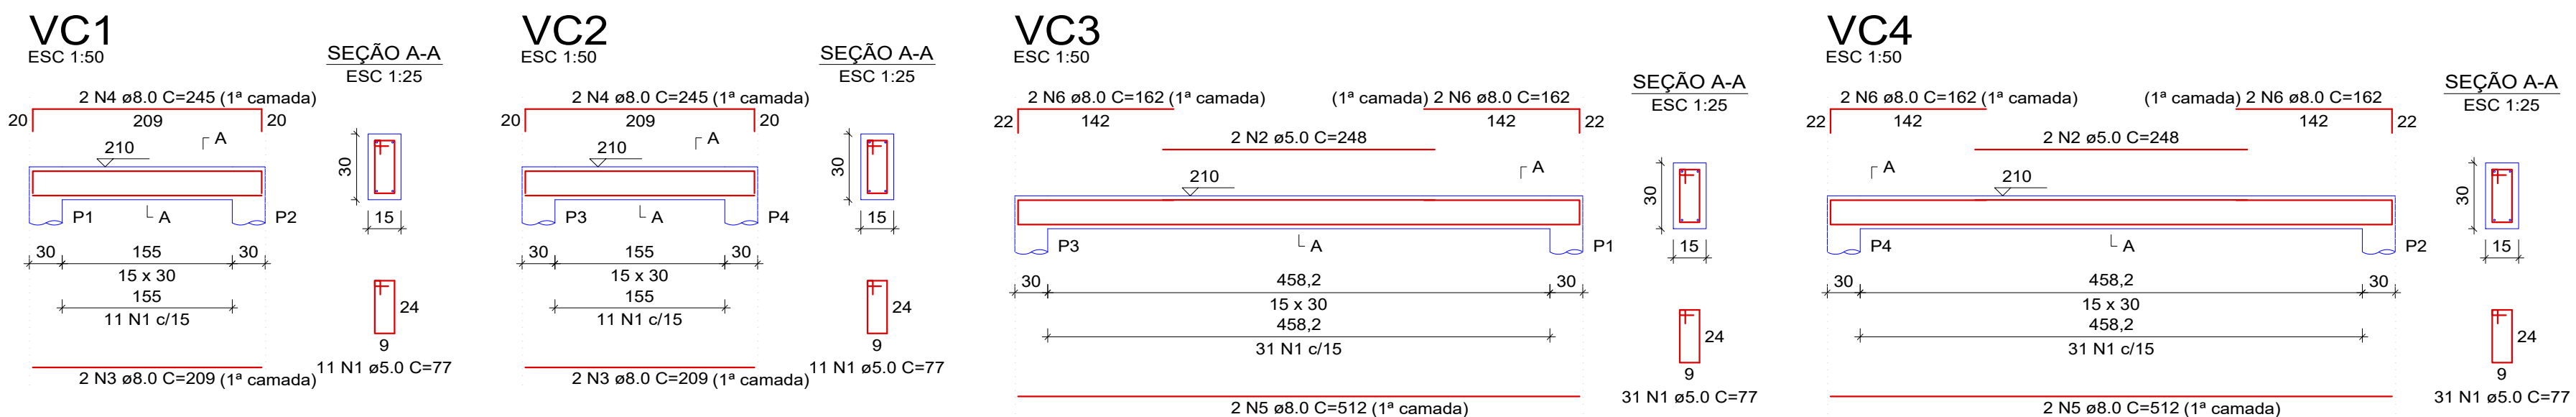 VC1
ESC 1:50
SEÇÃO A-A
ESC 1:25
2 N4 ø8.0 C=245 (1ª camada)
20
209
20
A
210
30
P1
A
P2
15
30
155
30
15 x 30
155
11 N1 c/15
24
9
11 N1 ø5.0 C=77
2 N3 ø8.0 C=209 (1ª camada)
VC2
ESC 1:50
SEÇÃO A-A
ESC 1:25
2 N4 ø8.0 C=245 (1ª camada)
20
209
20
A
210
30
P3
A
P4
15
30
155
30
15 x 30
155
11 N1 c/15
24
9
11 N1 ø5.0 C=77
2 N3 ø8.0 C=209 (1ª camada)
VC3
ESC 1:50
SEÇÃO A-A
ESC 1:25
2 N6 ø8.0 C=162 (1ª camada)
(1ª camada) 2 N6 ø8.0 C=162
22
142
142
22
2 N2 ø5.0 C=248
A
210
30
P3
A
P1
15
30
458,2
30
15 x 30
458,2
31 N1 c/15
24
9
31 N1 ø5.0 C=77
2 N5 ø8.0 C=512 (1ª camada)
VC4
ESC 1:50
SEÇÃO A-A
ESC 1:25
2 N6 ø8.0 C=162 (1ª camada)
(1ª camada) 2 N6 ø8.0 C=162
22
142
142
22
2 N2 ø5.0 C=248
A
210
30
P4
A
P2
15
30
458,2
30
15 x 30
458,2
31 N1 c/15
24
9
31 N1 ø5.0 C=77
2 N5 ø8.0 C=512 (1ª camada)